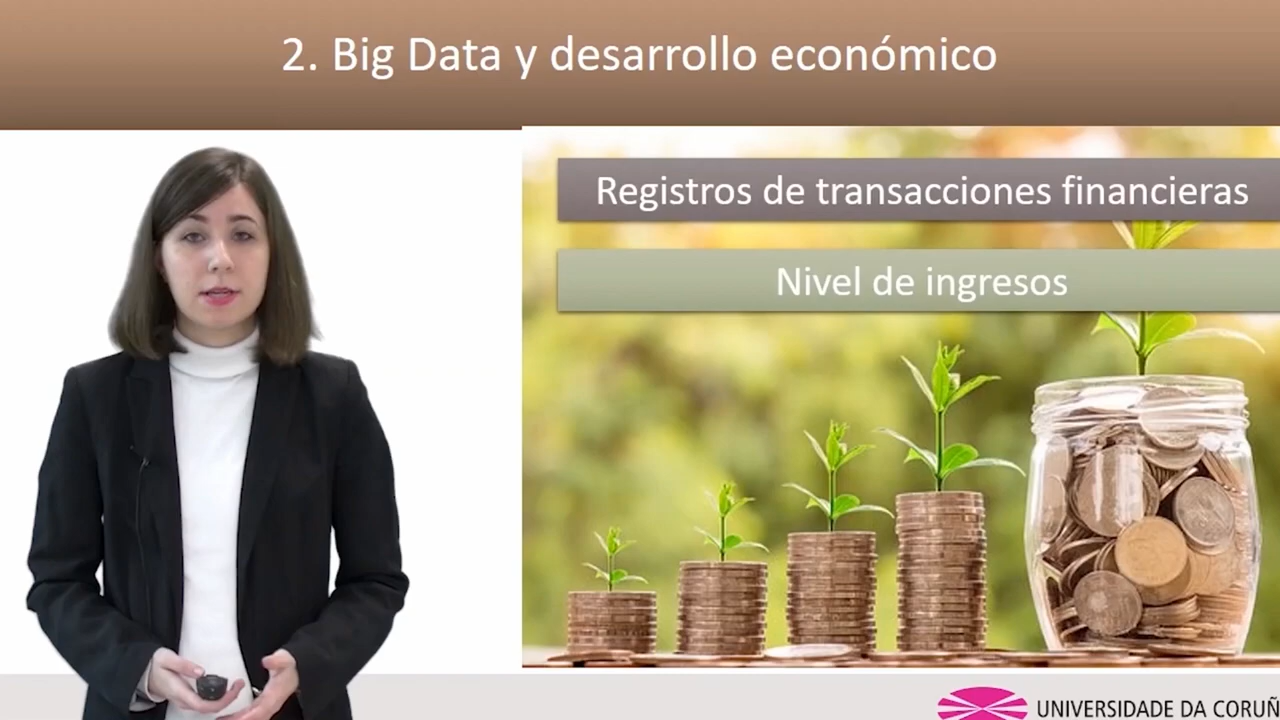 2. Big Data y desarrollo económico
Registros de transacciones financieras
Nivel de ingresos
UNIVERSIDADE DA CORUÑ